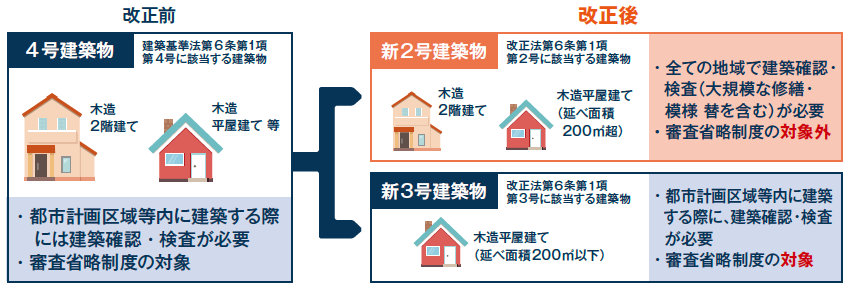 改正前
4号建築物
建築基準法第6条第1項
第4号に該当する建築物
木造
2階建て
木造
平屋建て 等
・都市計画区域等内に建築する際
には建築確認・検査が必要
・審査省略制度の対象
改正後
新2号建築物
改正法第6条第1項
第2号に該当する建築物
木造
2階建て
木造平屋建て
(延べ面積
200㎡超)
・全ての地域で建築確認・
検査(大規模な修繕・
模様 替を含む)が必要
・審査省略制度の対象外
新3号建築物
改正法第6条第1項
第3号に該当する建築物
木造平屋建て
(延べ面積200㎡以下)
・都市計画区域等内に建築
する際に、建築確認・検査
が必要
・審査省略制度の対象